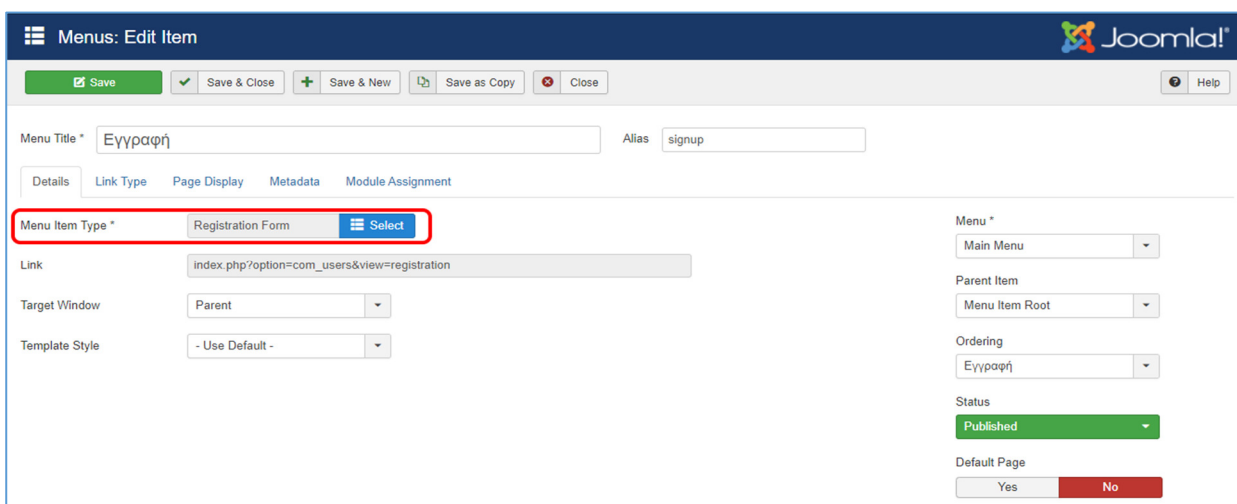 Menus: Edit Item
Joomla!
Save
Save & Close
Save & New
Save as Copy
Close
Help
Menu Title *
Εγγραφή
Alias
signup
Details
Link Type
Page Display
Metadata
Module Assignment
Menu Item Type *
Registration Form
Select
Link
index.php?option=com_users&view=registration
Target Window
Parent
Template Style
- Use Default -
Menu *
Main Menu
Parent Item
Menu Item Root
Ordering
Εγγραφή
Status
Published
Default Page
Yes
No